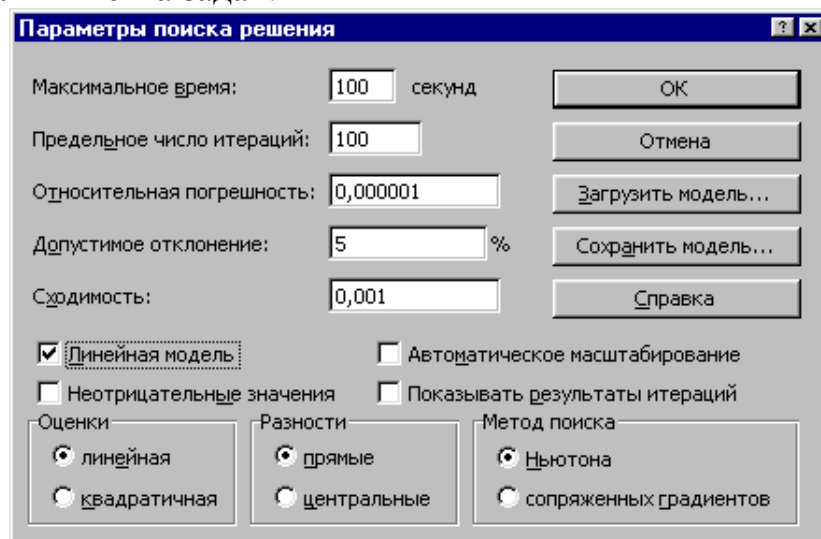 Параметры поиска решения
Максимальное время: 100 секунд ОК
Предельное число итераций: 100 Отмена
Относительная погрешность: 0,000001 Загрузить модель...
Допустимое отклонение: 5 % Сохранить модель...
Сходимость: 0,001 Справка
Линейная модель Автоматическое масштабирование
Неотрицательные значения Показывать результаты итераций
Оценки Разности Метод поиска
линейная прямые Ньютона
квадратичная центральные сопряженных градиентов